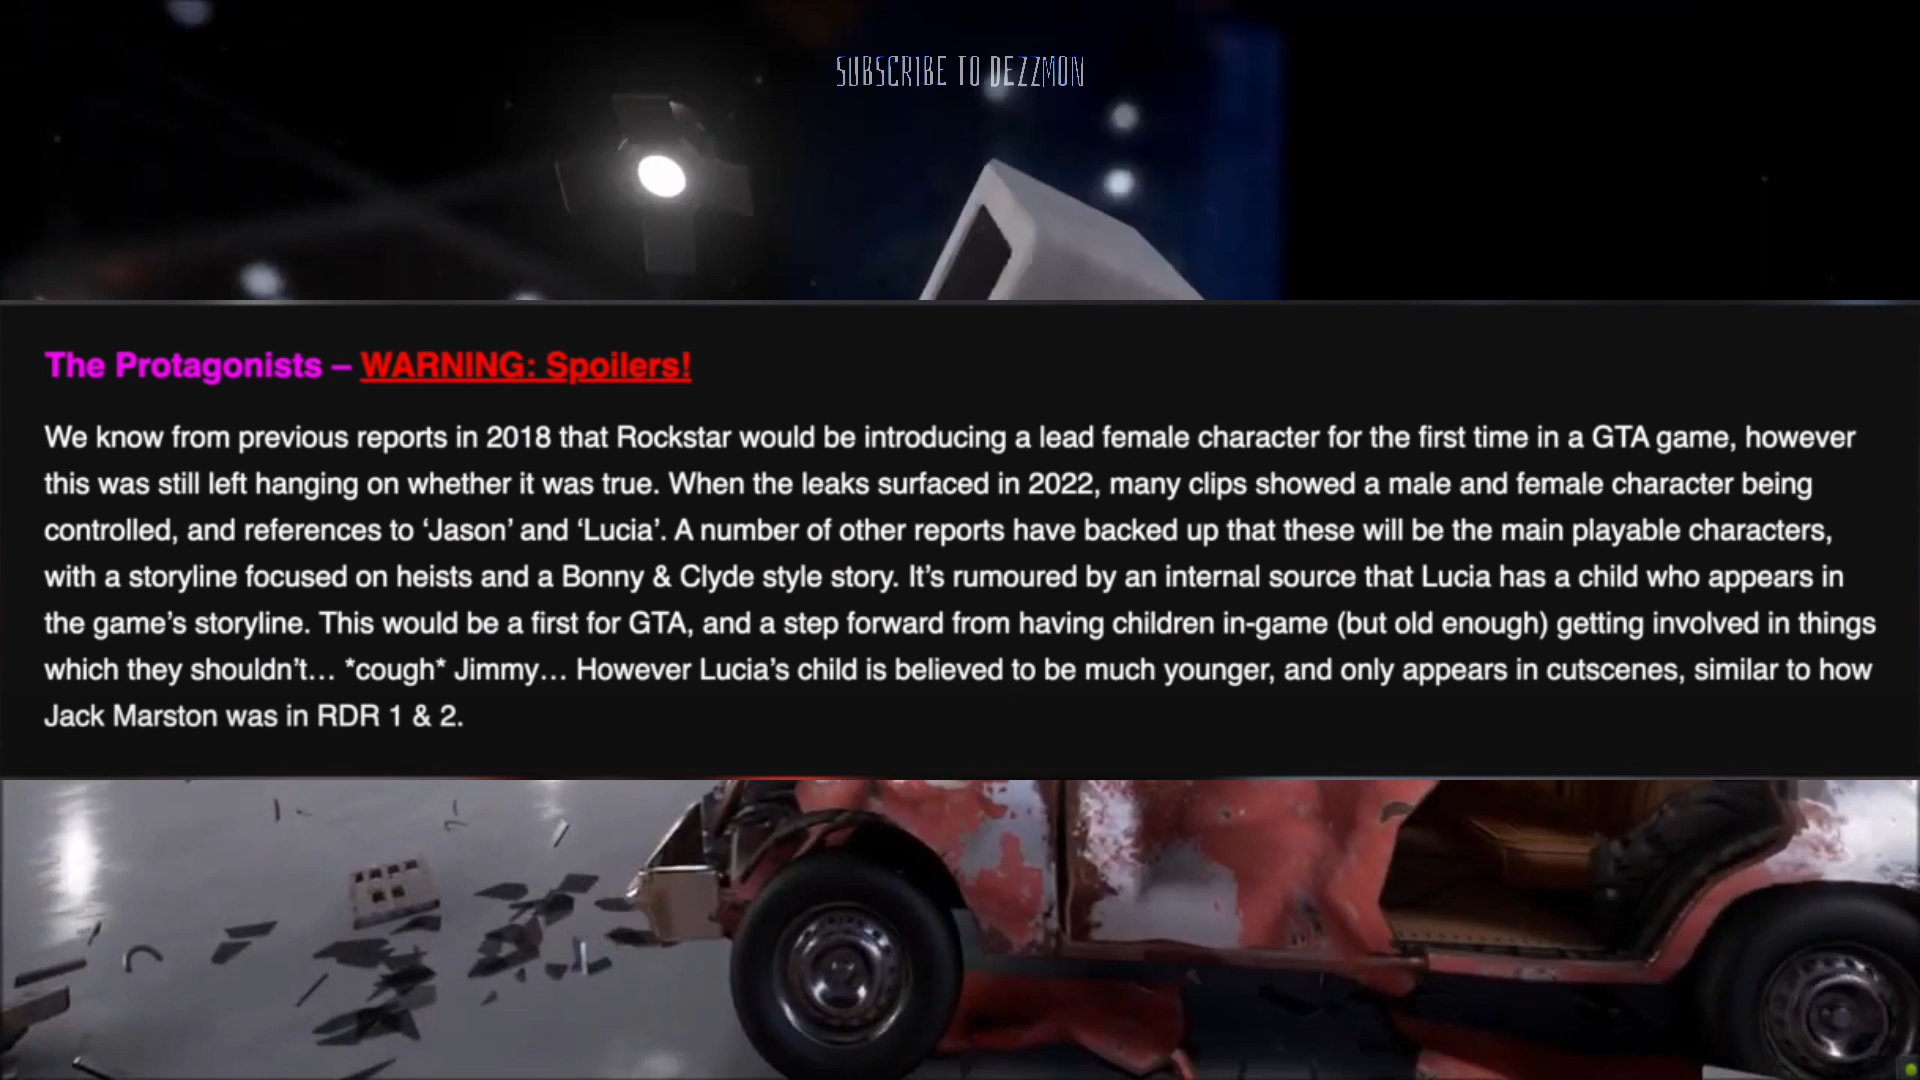 SUBSCRIBE TO DEZZMON
The Protagonists – WARNING: Spoilers!
We know from previous reports in 2018 that Rockstar would be introducing a lead female character for the first time in a GTA game, however
this was still left hanging on whether it was true. When the leaks surfaced in 2022, many clips showed a male and female character being
controlled, and references to ‘Jason’ and ‘Lucia’. A number of other reports have backed up that these will be the main playable characters,
with a storyline focused on heists and a Bonny & Clyde style story. It’s rumoured by an internal source that Lucia has a child who appears in
the game’s storyline. This would be a first for GTA, and a step forward from having children in-game (but old enough) getting involved in things
which they shouldn’t… *cough* Jimmy… However Lucia’s child is believed to be much younger, and only appears in cutscenes, similar to how
Jack Marston was in RDR 1 & 2.